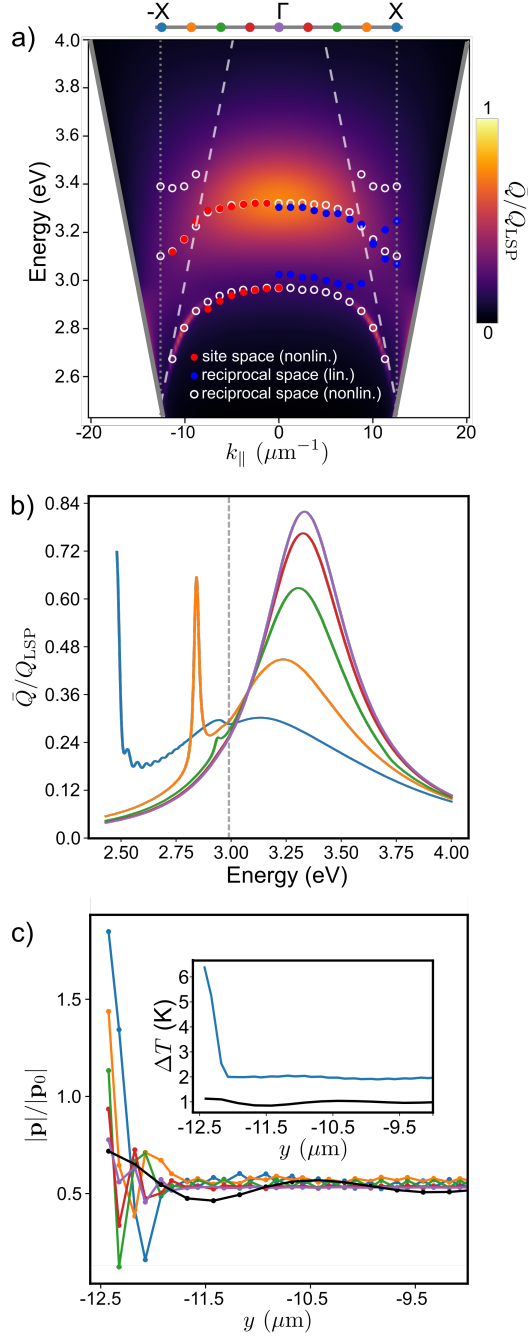 a)
-X Γ X
4.0
3.8
3.6
3.4
3.2
3.0
2.8
2.6
Energy (eV)
site space (nonlin.)
reciprocal space (lin.)
reciprocal space (nonlin.)
-20 -10 0 10 20
k∥ (μm⁻¹)
1
0
Q̄/Q_LSP
b)
0.84
0.72
0.60
0.48
0.36
0.24
0.12
0.0
Q̄/Q_LSP
2.50 2.75 3.00 3.25 3.50 3.75 4.00
Energy (eV)
c)
1.5
1.0
0.5
|p|/|p₀|
6
5
4
3
2
1
ΔT (K)
-12.5 -11.5 -10.5 -9.5
y (μm)
-12.5 -11.5 -10.5 -9.5
y (μm)